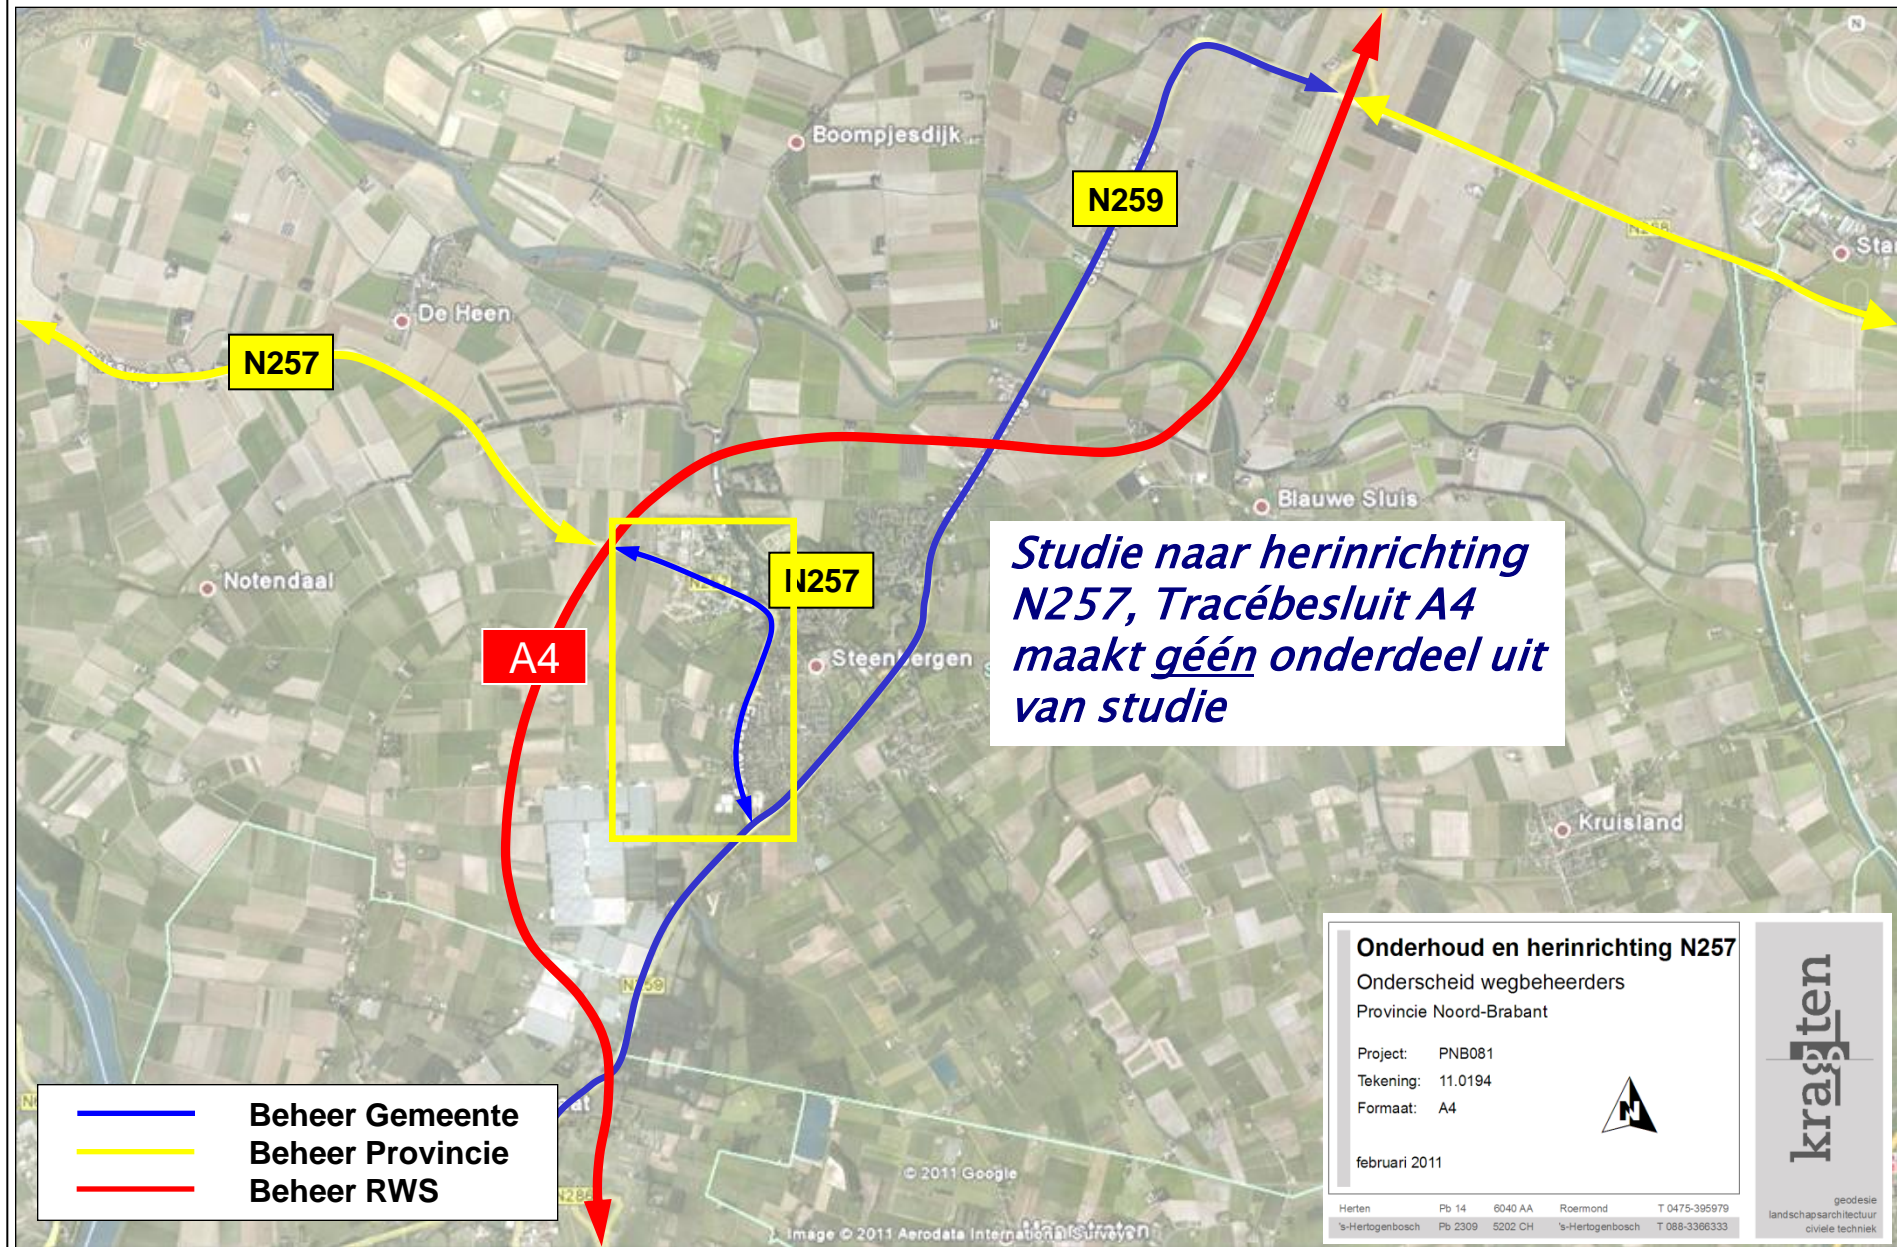 Boompjesdijk
N259
N268
De Heen
N257
Blauwe Sluis
Notendaal
N257
Studie naar herinrichting
N257, Tracébesluit A4
maakt géén onderdeel uit
van studie
A4
Steenbergen
Kruisland
N259
Onderhoud en herinrichting N257
Onderscheid wegbeheerders
Provincie Noord-Brabant
Project: PNB081
Tekening: 11.0194
Formaat: A4
N
februari 2011
kragten
geodesie
landschapsarchitectuur
civiele techniek
Herten Pb 14 6040 AA Roermond T 0475-395979
's-Hertogenbosch Pb 2309 5202 CH 's-Hertogenbosch T 088-3366333
Beheer Gemeente
Beheer Provincie
Beheer RWS
© 2011 Google
Image © 2011 Aerodata International Surveys